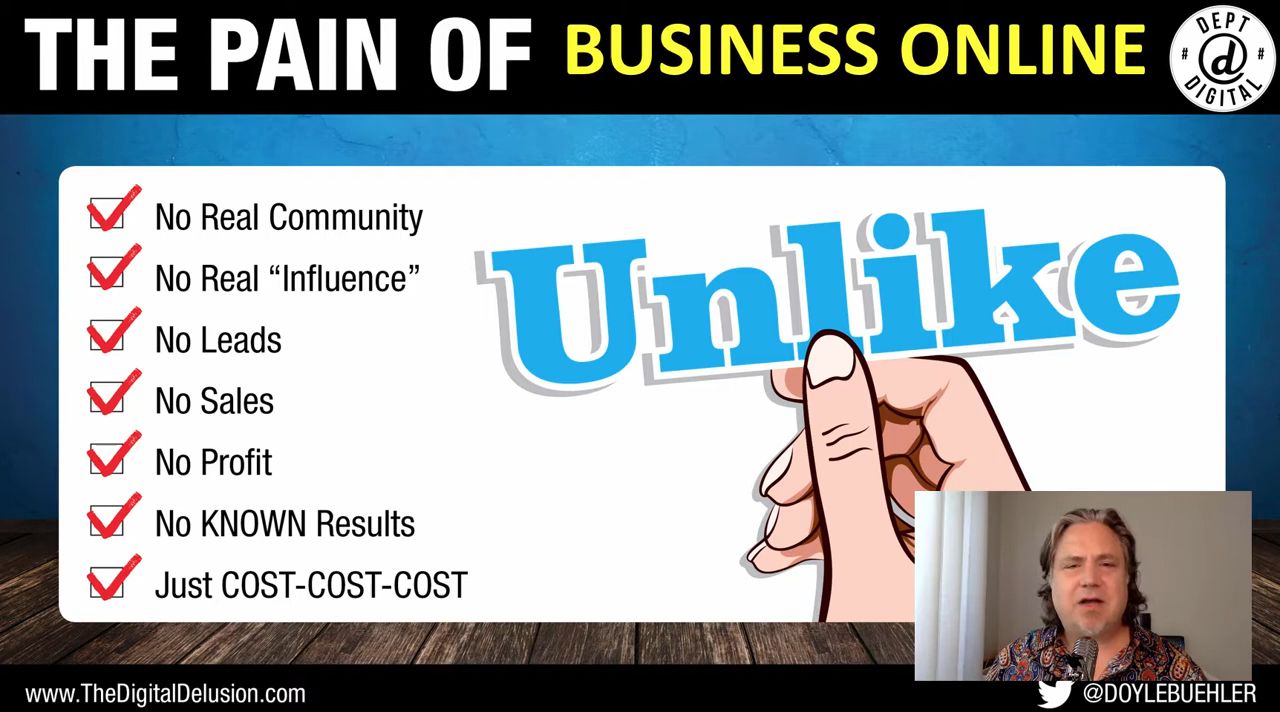 THE PAIN OF BUSINESS ONLINE
DEPT
# @ #
DIGITAL
No Real Community
No Real “Influence”
No Leads
No Sales
No Profit
No KNOWN Results
Just COST-COST-COST
Unlike
www.TheDigitalDelusion.com
@DOYLEBUEHLER